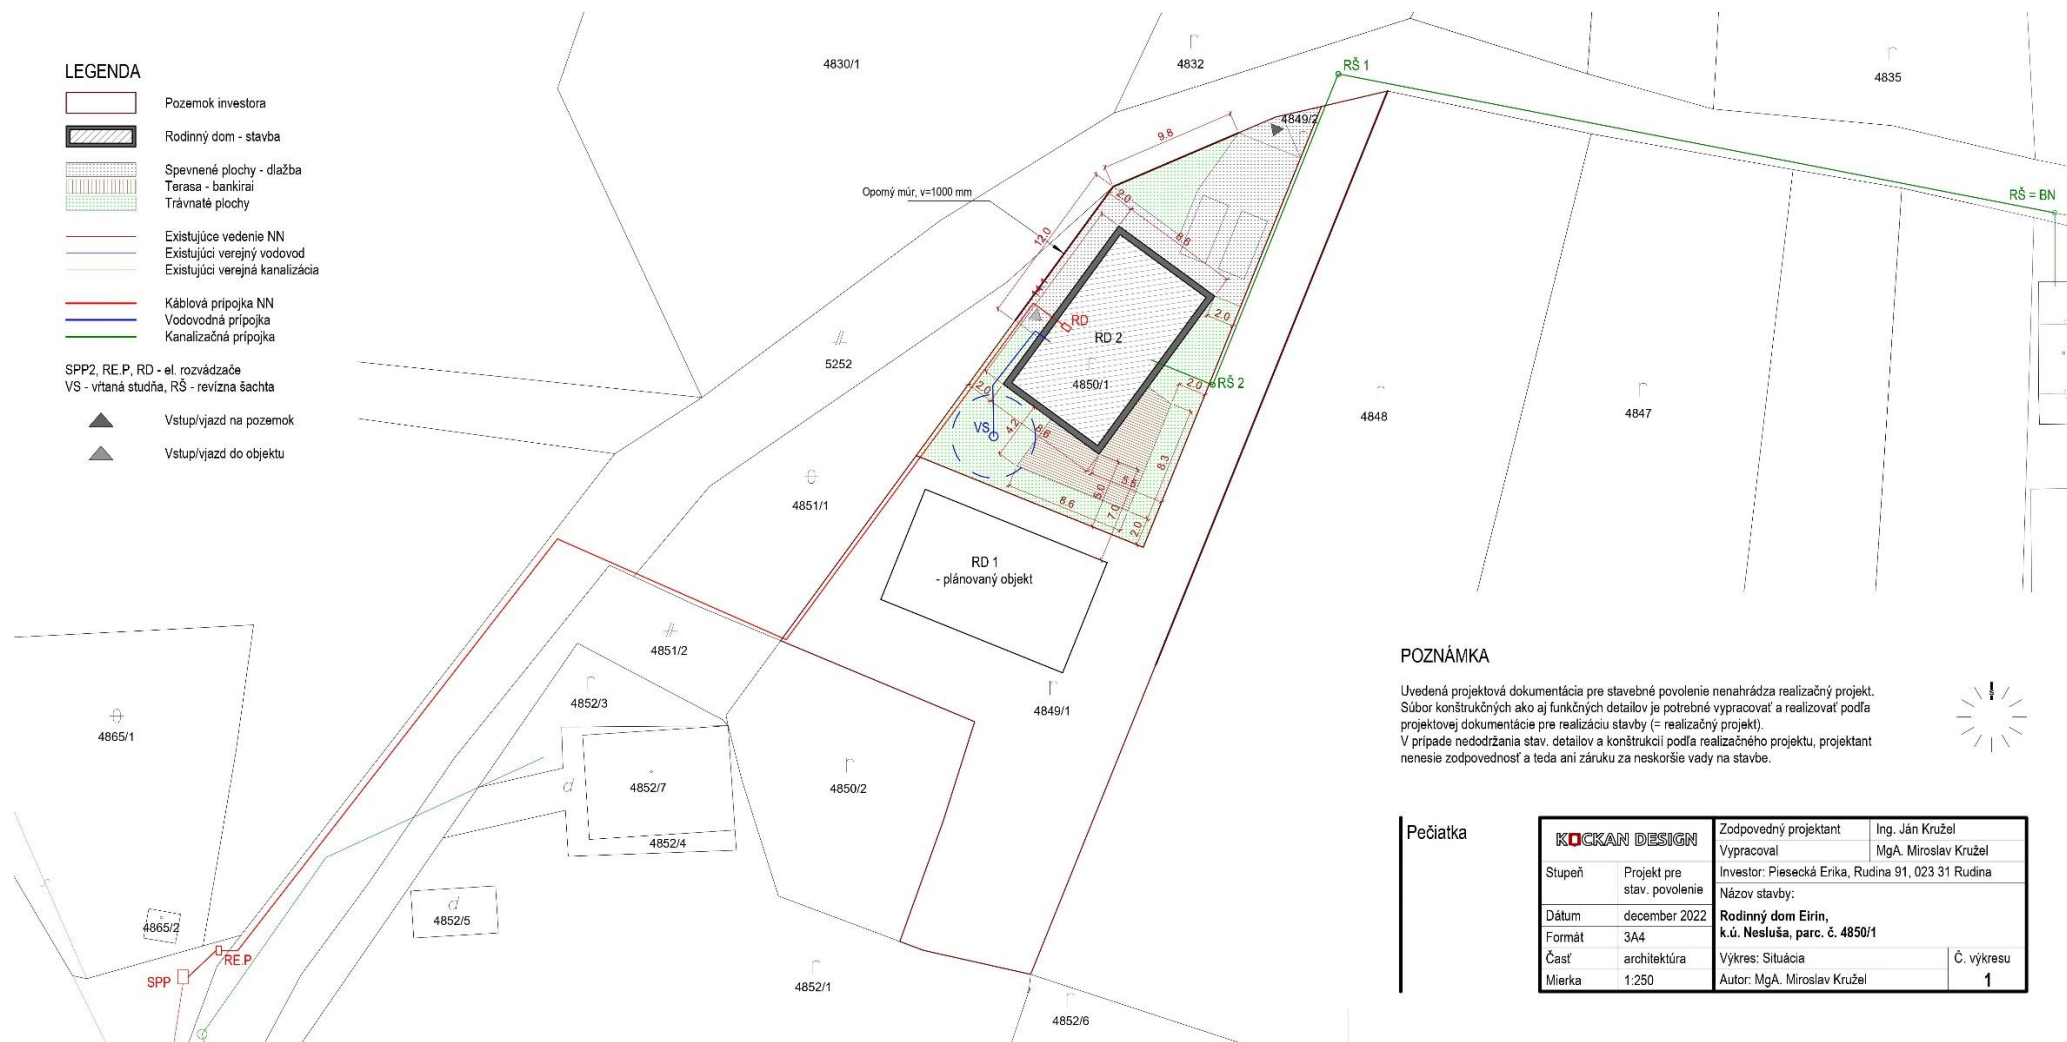 LEGENDA
Pozemok investora
Rodinný dom - stavba
Spevnené plochy - dlažba
Terasa - bankirai
Trávnaté plochy
Existujúce vedenie NN
Existujúci verejný vodovod
Existujúci verejná kanalizácia
Káblová prípojka NN
Vodovodná prípojka
Kanalizačná prípojka
SPP2, RE.P, RD - el. rozvádzače
VS - vŕtaná studňa, RŠ - revízna šachta
Vstup/vjazd na pozemok
Vstup/vjazd do objektu
4830/1
4832
4835
RŠ 1
4849/2
RŠ = BN
9.8
Oporný múr, v=1000 mm
2.0
12.0
8.6
14.1
RD
2.0
RD 2
5252
4850/1
2.0
RŠ 2
2.0
4848
4847
VS
4.2
8.6
8.3
5.5
5.0
8.6
7.0
2.0
4851/1
RD 1
- plánovaný objekt
4851/2
4852/3
4849/1
4865/1
4852/7
4850/2
4852/4
4852/5
4865/2
RE.P
SPP
4852/1
4852/6
POZNÁMKA
Uvedená projektová dokumentácia pre stavebné povolenie nenahrádza realizačný projekt.
Súbor konštrukčných ako aj funkčných detailov je potrebné vypracovať a realizovať podľa
projektovej dokumentácie pre realizáciu stavby (= realizačný projekt).
V prípade nedodržania stav. detailov a konštrukcií podľa realizačného projektu, projektant
nenesie zodpovednosť a teda ani záruku za neskoršie vady na stavbe.
S
Pečiatka
KOCKAN DESIGN
Zodpovedný projektant Ing. Ján Kružel
Vypracoval MgA. Miroslav Kružel
Stupeň Projekt pre
stav. povolenie
Investor: Piesecká Erika, Rudina 91, 023 31 Rudina
Názov stavby:
Dátum december 2022
Rodinný dom Eirin,
k.ú. Nesluša, parc. č. 4850/1
Formát 3A4
Časť architektúra
Výkres: Situácia
Č. výkresu
Mierka 1:250
Autor: MgA. Miroslav Kružel
1